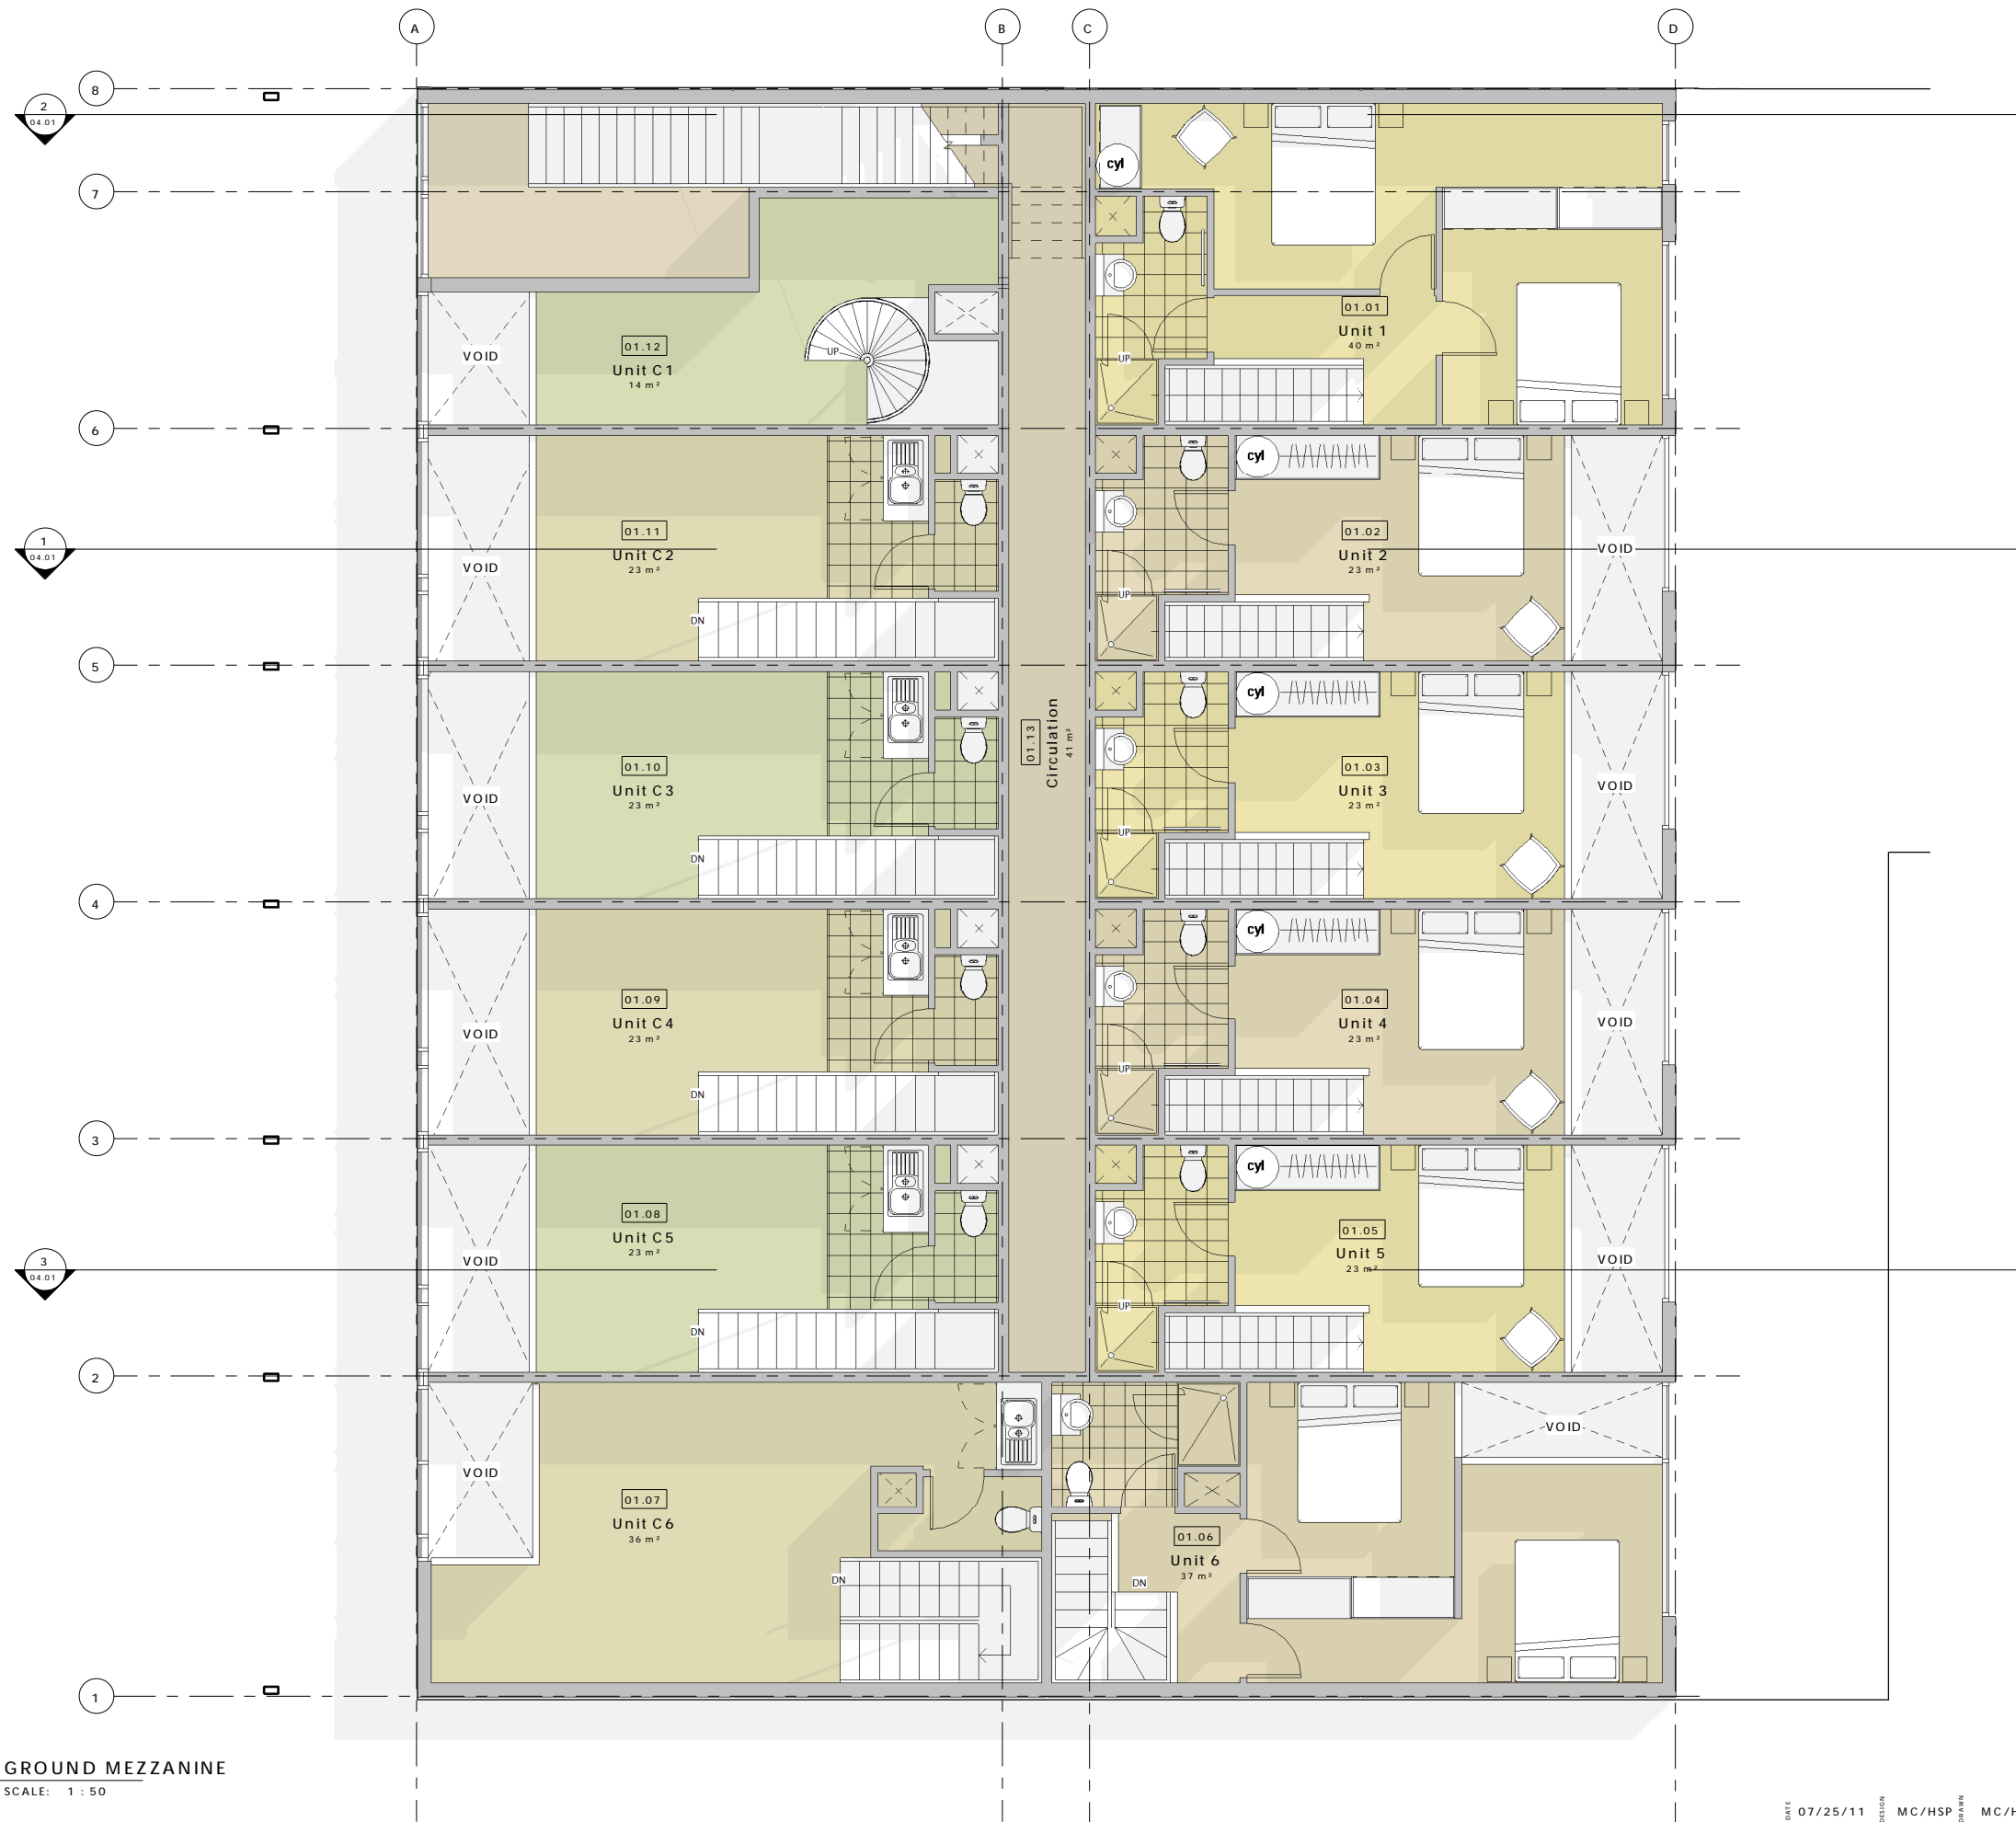 A
B
C
D
8
2
04.01
7
cyl
01.01
Unit 1
40 m²
UP
VOID
01.12
Unit C1
14 m²
UP
6
cyl
01.11
Unit C2
23 m²
VOID
DN
01.02
Unit 2
23 m²
VOID
UP
1
04.01
5
cyl
01.13
Circulation
41 m²
01.10
Unit C3
23 m²
VOID
DN
01.03
Unit 3
23 m²
VOID
UP
4
cyl
01.09
Unit C4
23 m²
VOID
DN
01.04
Unit 4
23 m²
VOID
UP
3
cyl
01.08
Unit C5
23 m²
VOID
DN
01.05
Unit 5
23 m²
VOID
UP
3
04.01
2
VOID
VOID
01.07
Unit C6
36 m²
DN
01.06
Unit 6
37 m²
DN
1
GROUND MEZZANINE
SCALE: 1 : 50
DATE 07/25/11 DESIGN MC/HSP DRAWN MC/H